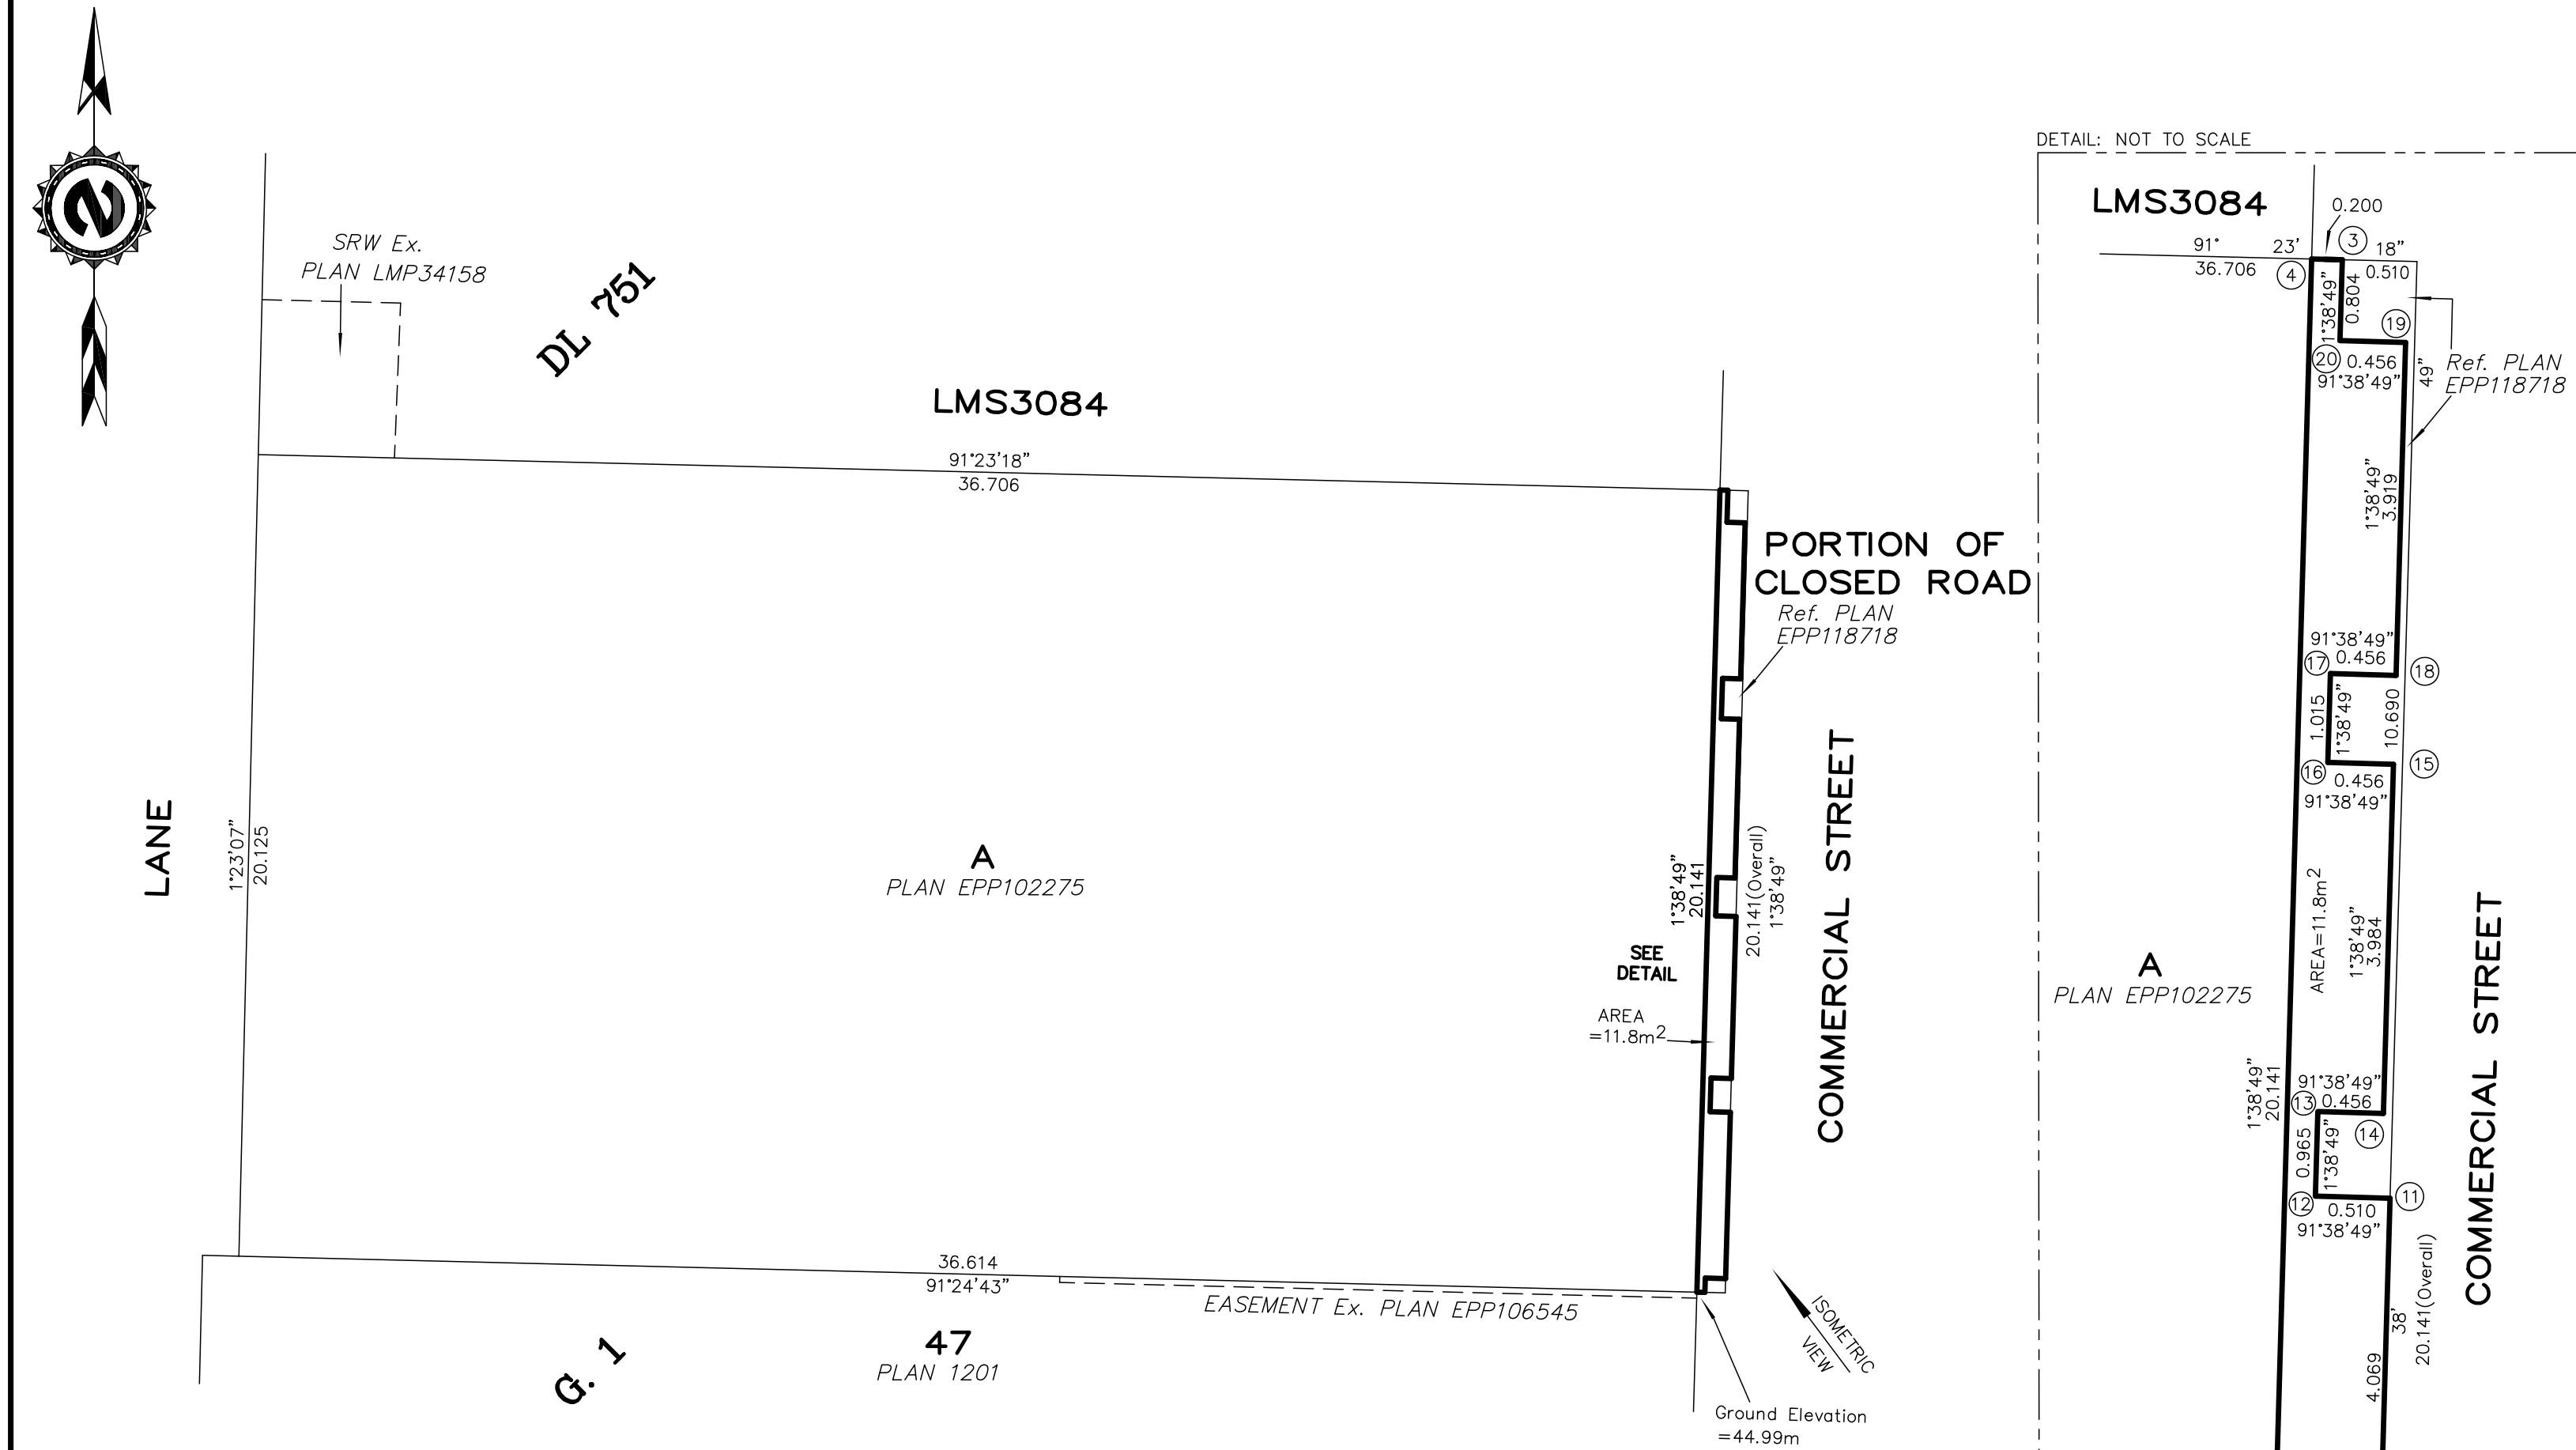 SRW Ex.
PLAN LMP34158
DL 751
LMS3084
91°23'18"
36.706
PORTION OF
CLOSED ROAD
Ref. PLAN
EPP118718
LANE
1°23'07"
20.125
A
PLAN EPP102275
1°38'49"
20.141
20.141(Overall)
1°38'49"
COMMERCIAL STREET
SEE
DETAIL
AREA
=11.8m2
36.614
91°24'43"
EASEMENT Ex. PLAN EPP106545
47
PLAN 1201
G. 1
ISOMETRIC
VIEW
Ground Elevation
=44.99m
DETAIL: NOT TO SCALE
LMS3084
0.200
91° 23' 3 18"
36.706 4 0.510
1°38'49"
0.804
19
20 0.456
91°38'49"
49"
Ref. PLAN
EPP118718
1°38'49"
3.919
91°38'49"
17 0.456 18
1.015
1°38'49"
10.690
15
16 0.456
91°38'49"
AREA=11.8m2
1°38'49"
3.984
A
PLAN EPP102275
COMMERCIAL STREET
1°38'49"
20.141
91°38'49"
13 0.456
14
0.965
1°38'49"
12 0.510 11
91°38'49"
38'
20.141(Overall)
4.069